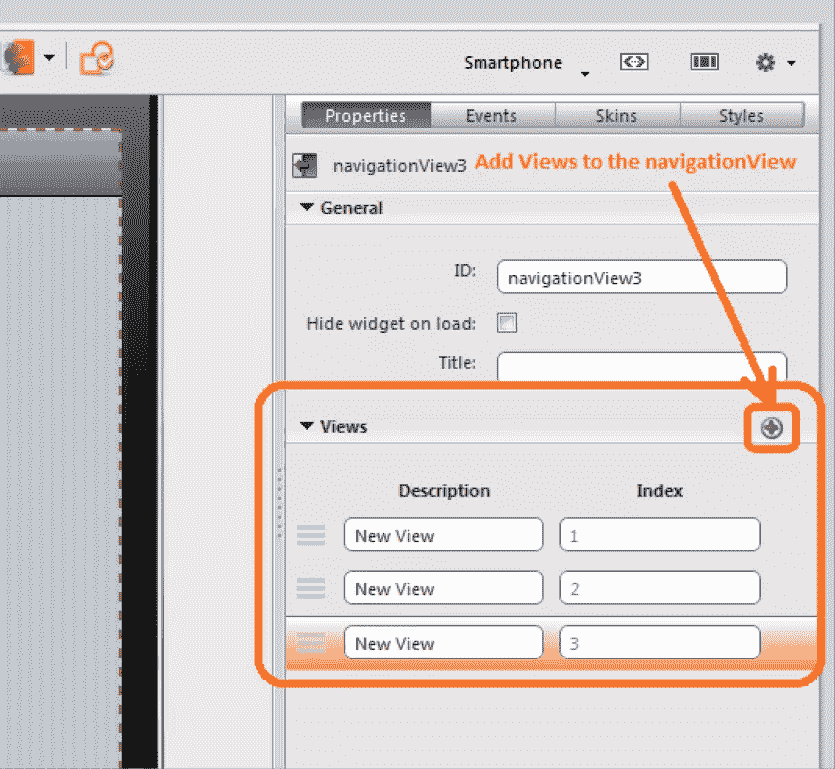 Smartphone
Properties Events Skins Styles
navigationView3 Add Views to the navigationView
General
ID: navigationView3
Hide widget on load:
Title:
Views
Description Index
New View 1
New View 2
New View 3